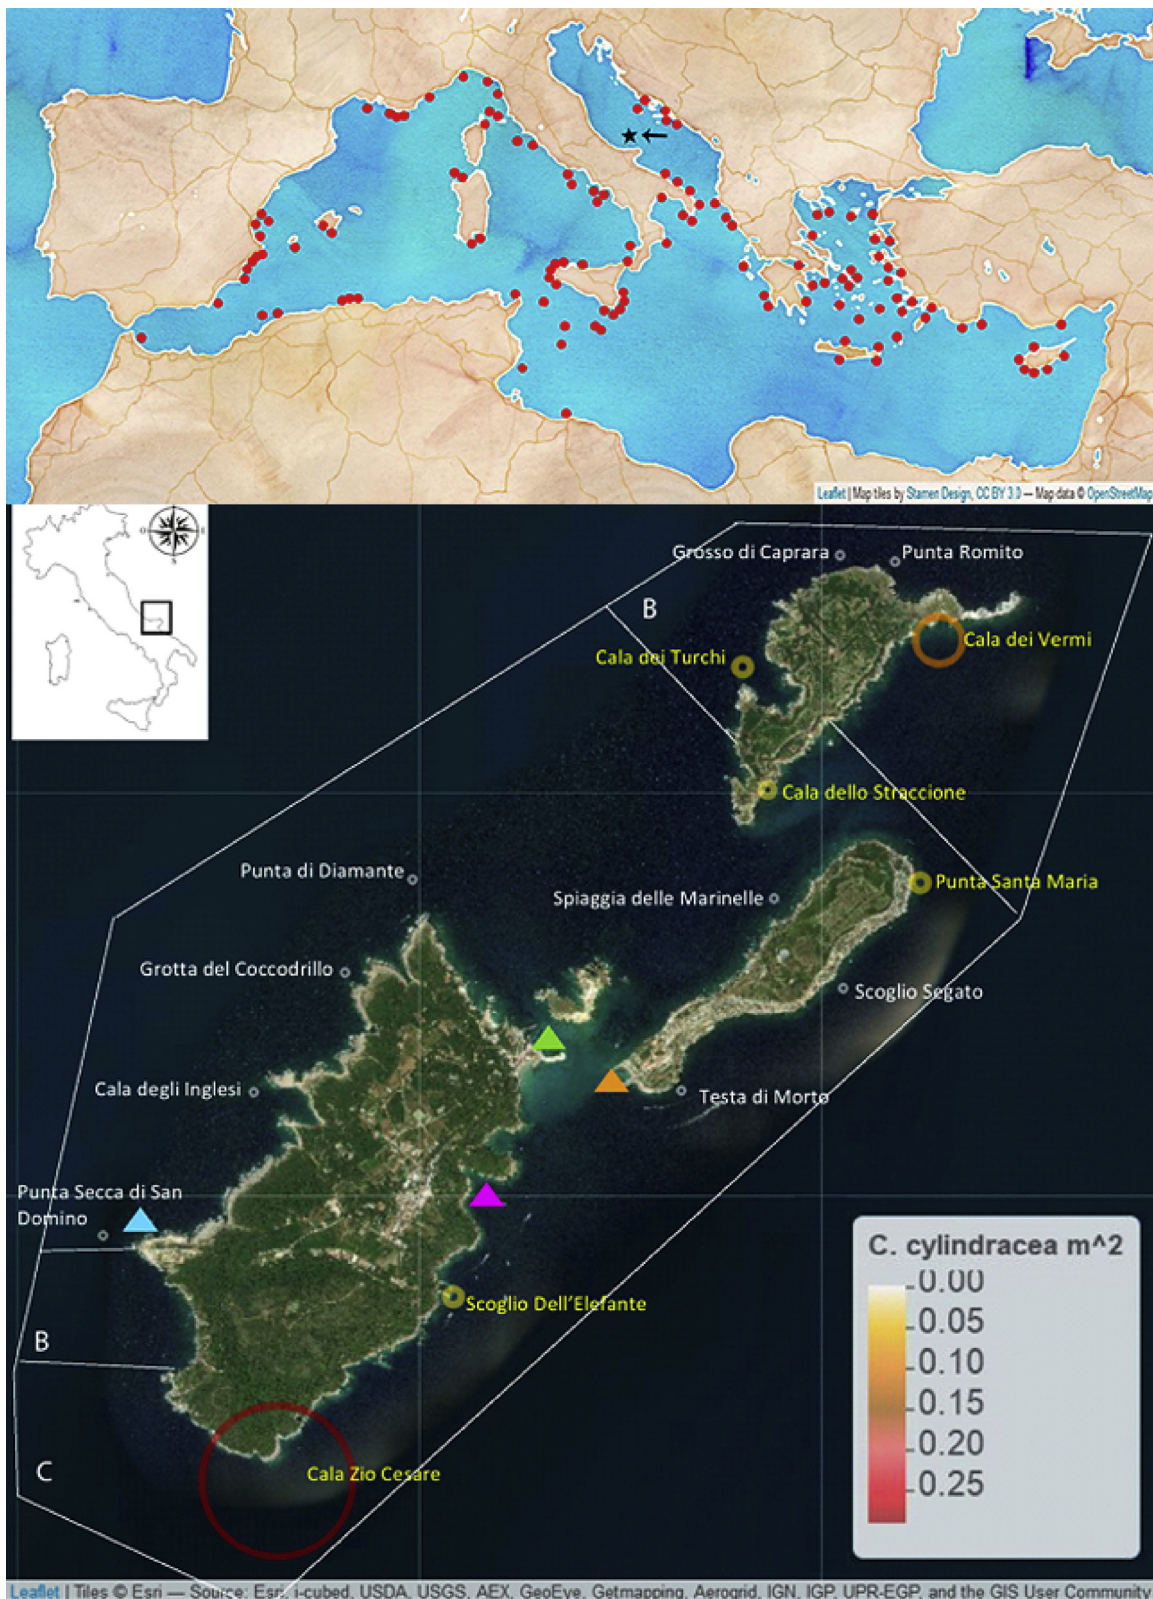 Leaflet | Map tiles by Stamen Design, CC BY 3.0 — Map data © OpenStreetMap
O
S
Grosso di Caprara
Punta Romito
B
Cala dei Vermi
Cala dei Turchi
Cala dello Straccione
Punta di Diamante
Punta Santa Maria
Spiaggia delle Marinelle
Grotta del Coccodrillo
Scoglio Segato
Cala degli Inglesi
Testa di Morto
Punta Secca di San
Domino
C. cylindracea m^2
0.00
0.05
0.10
0.15
0.20
0.25
Scoglio Dell'Elefante
B
C
Cala Zio Cesare
Leaflet | Tiles © Esri — Source: Esri, i-cubed, USDA, USGS, AEX, GeoEye, Getmapping, Aerogrid, IGN, IGP, UPR-EGP, and the GIS User Community